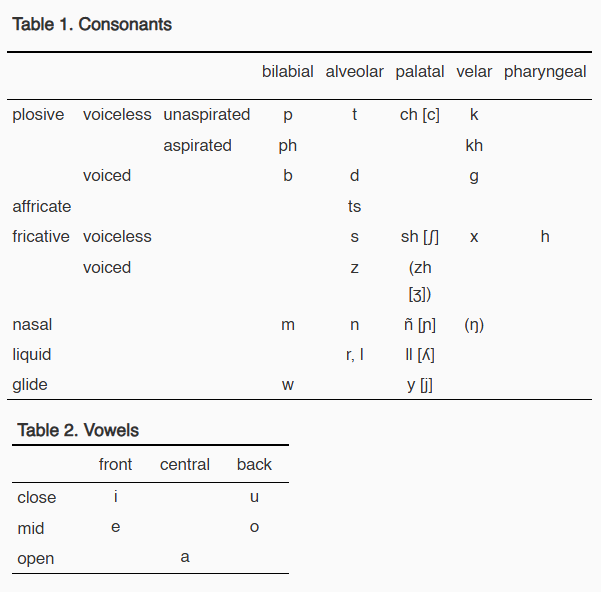 Table 1. Consonants
bilabial alveolar palatal velar pharyngeal
plosive voiceless unaspirated p t ch [c] k
aspirated ph kh
voiced b d g
affricate ts
fricative voiceless s sh [ʃ] x h
voiced z (zh
[ʒ])
nasal m n ñ [ɲ] (ŋ)
liquid r, l ll [ʎ]
glide w y [j]
Table 2. Vowels
front central back
close i u
mid e o
open a